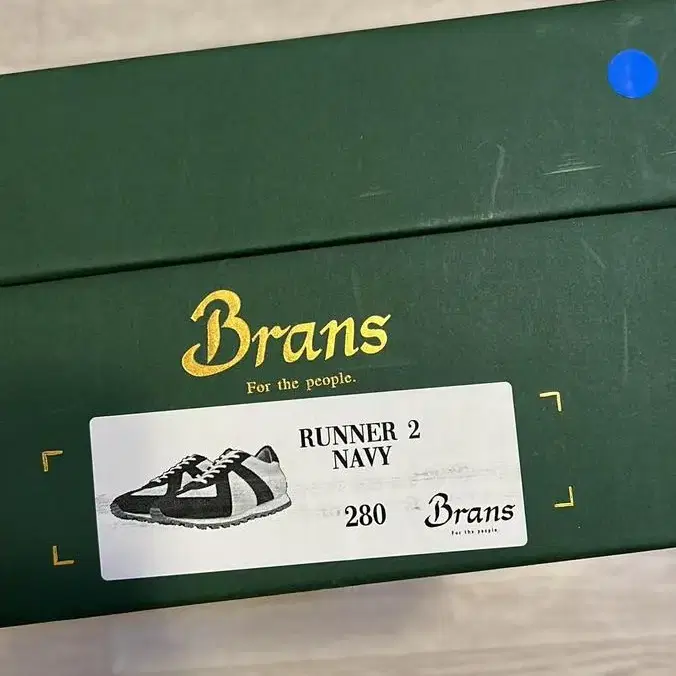 Brans
For the people.
RUNNER 2
NAVY
280
Brans
For the people.